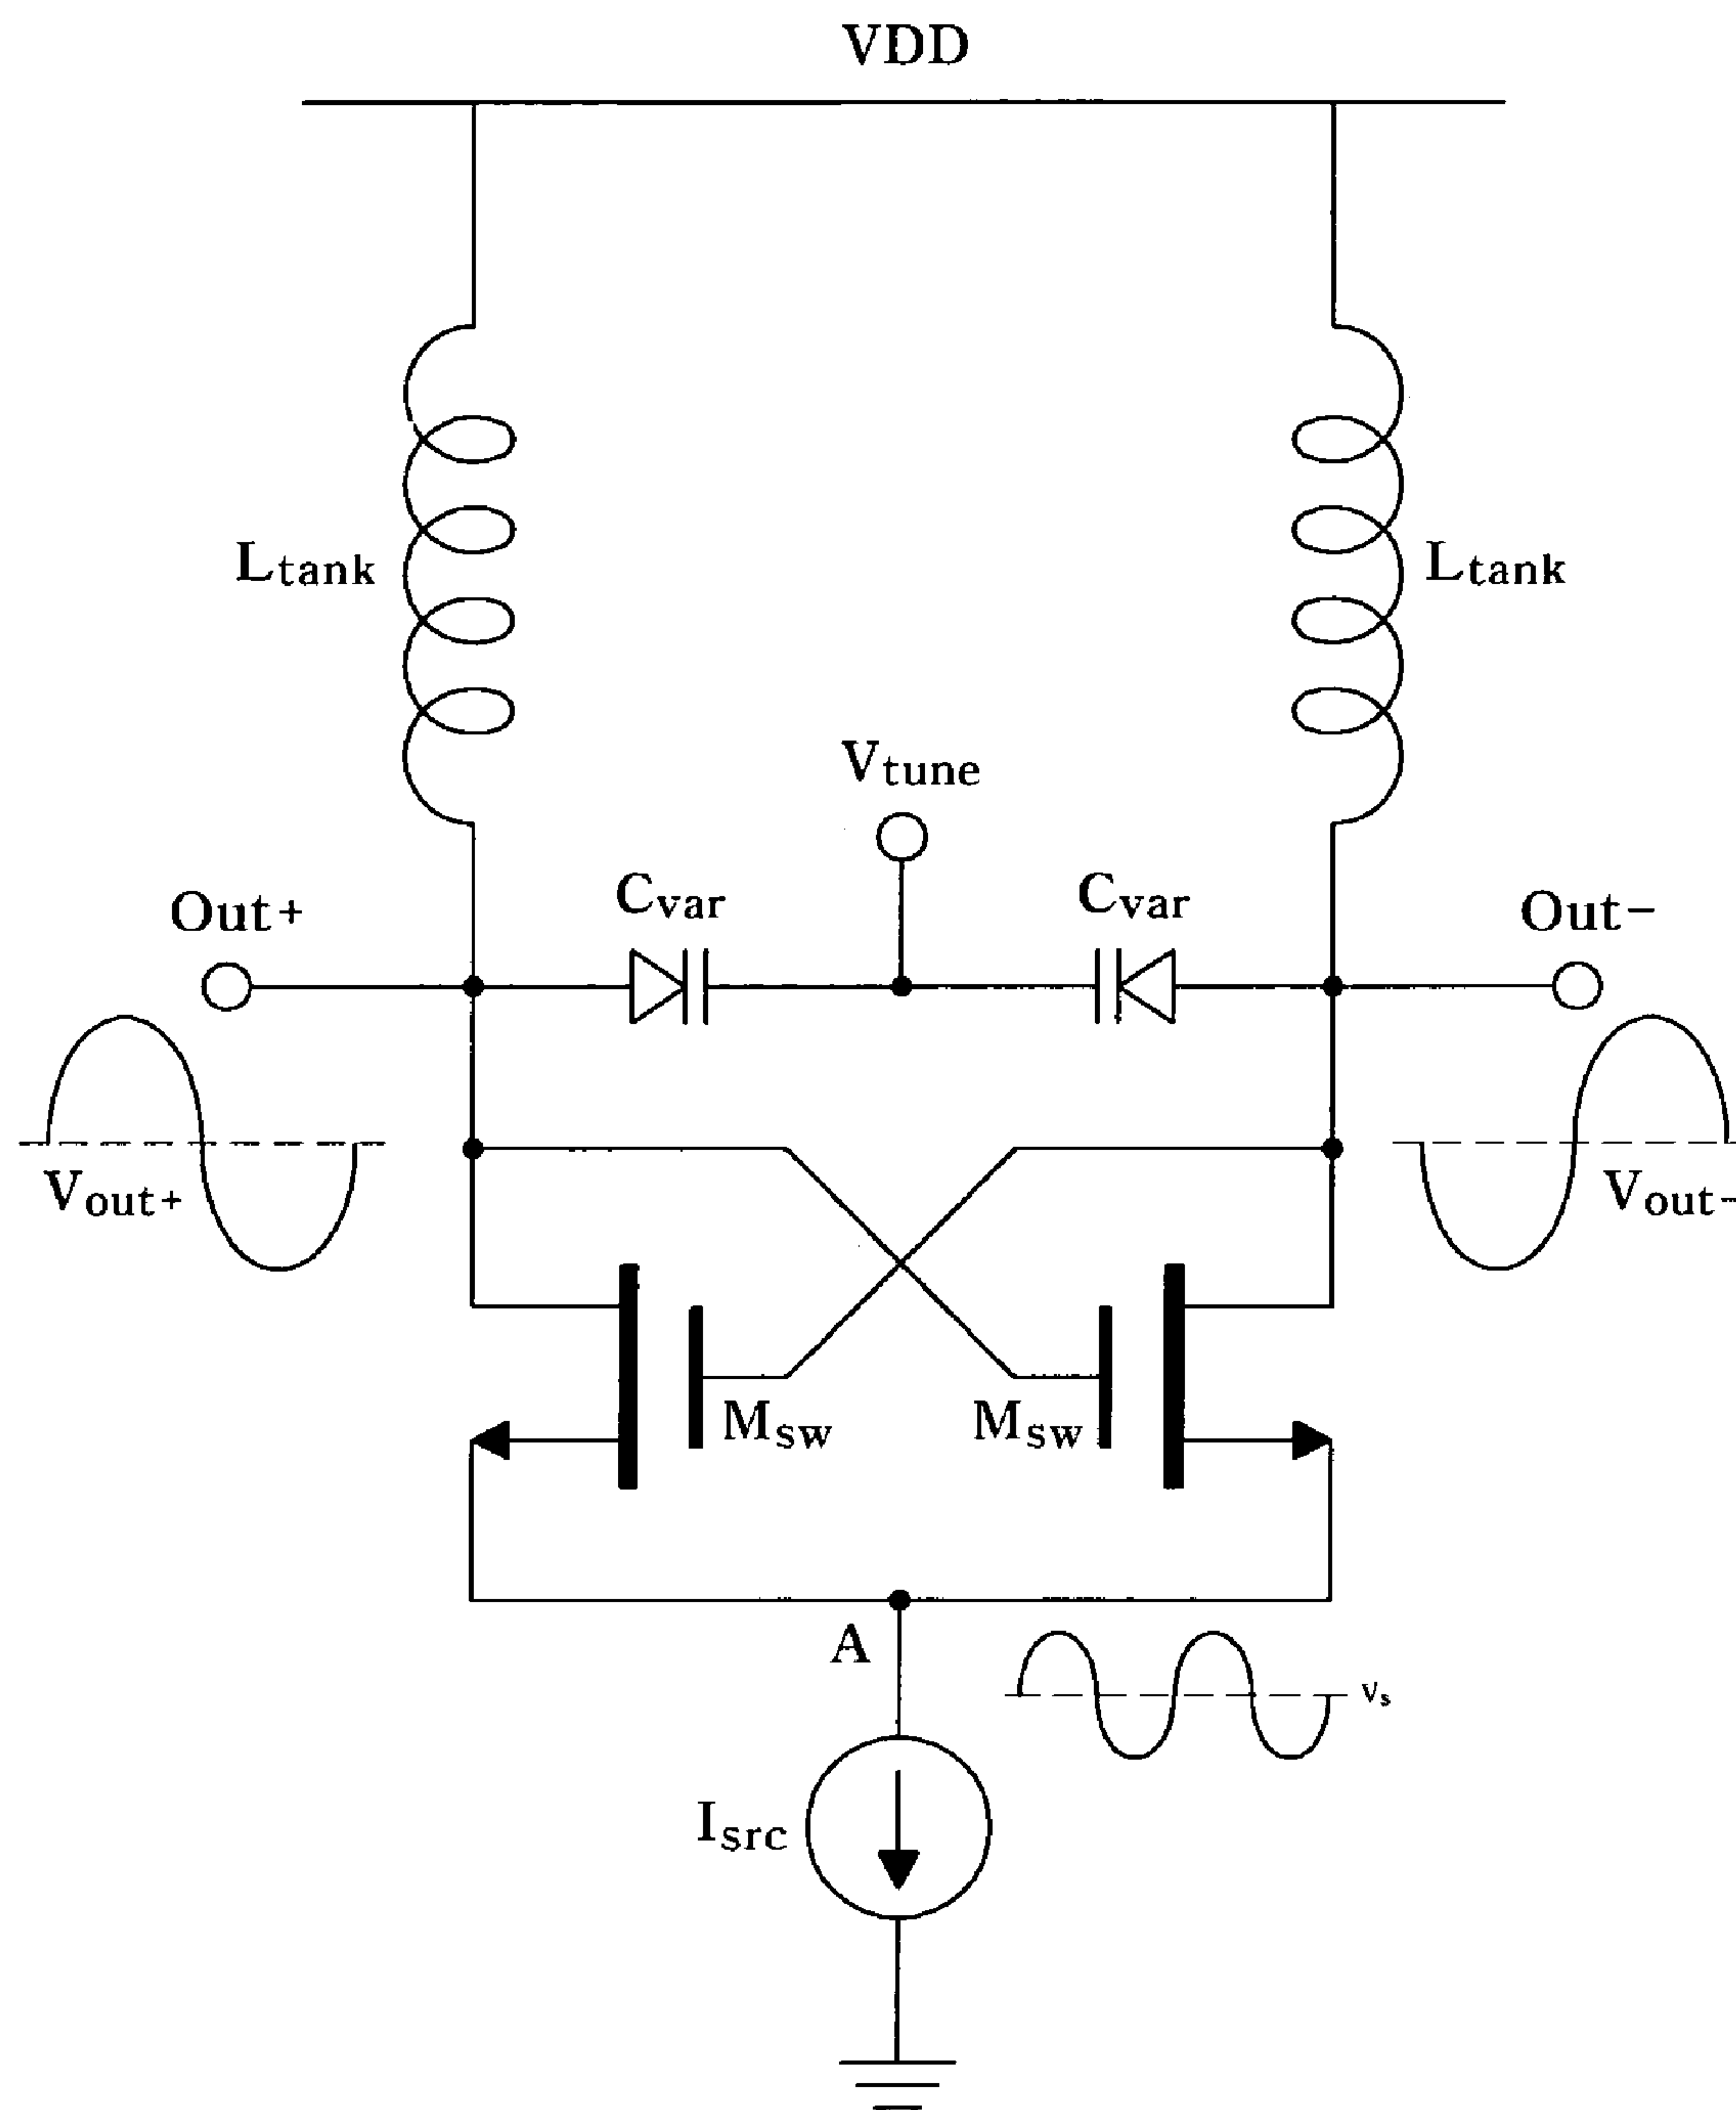 VDD
Ltank
Ltank
Vtune
Cvar
Cvar
Out+
Out−
Vout+
Vout−
Msw
Msw
A
Vs
Isrc